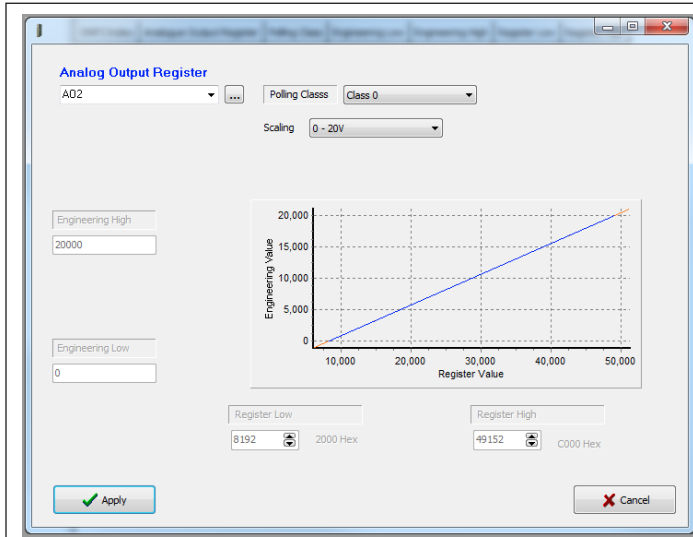 Analog Output Register
A02 ... Polling Classs Class 0
Scaling 0 - 20V
Engineering High
20000
Engineering Low
0
Engineering Value
20,000
15,000
10,000
5,000
0
10,000 20,000 30,000 40,000 50,000
Register Value
Register Low
8192 2000 Hex
Register High
49152 C000 Hex
Apply
Cancel